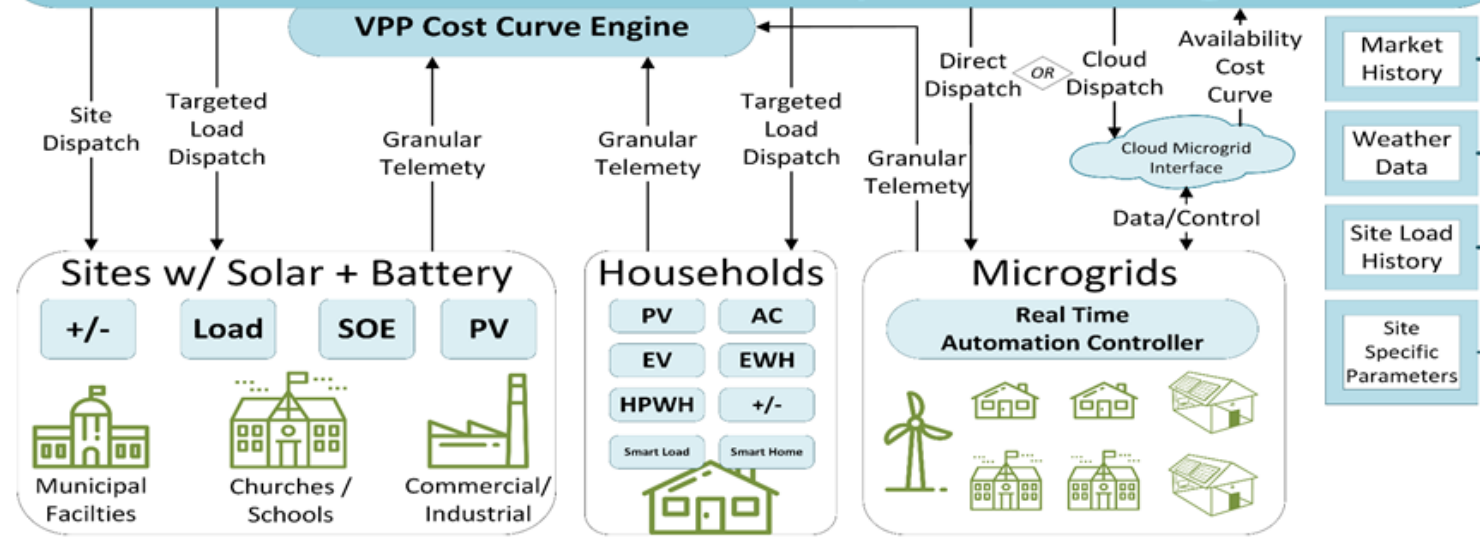 VPP Cost Curve Engine
Site
Dispatch
Targeted
Load
Dispatch
Granular
Telemety
Granular
Telemety
Targeted
Load
Dispatch
Granular
Telemety
Direct
Dispatch
OR
Cloud
Dispatch
Availability
Cost
Curve
Cloud Microgrid
Interface
Data/Control
Market
History
Weather
Data
Site Load
History
Site
Specific
Parameters
Sites w/ Solar + Battery
+/-
Load
SOE
PV
Municipal
Facilties
Churches /
Schools
Commercial/
Industrial
Households
PV
AC
EV
EWH
HPWH
+/-
Smart Load
Smart Home
Microgrids
Real Time
Automation Controller